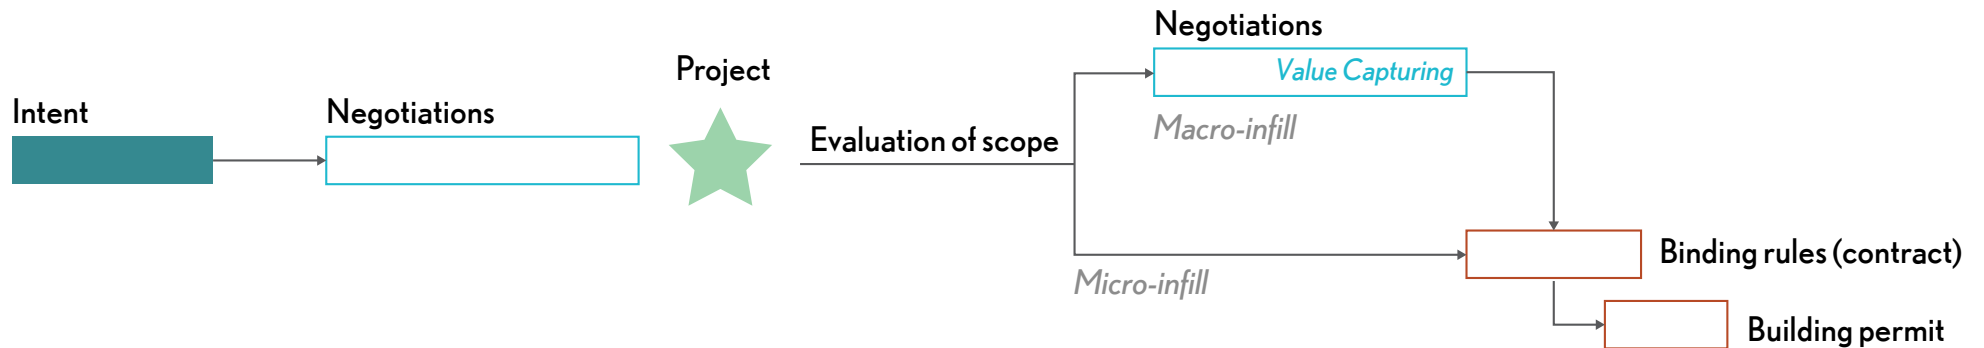 Intent
Negotiations
Project
Evaluation of scope
Negotiations
Value Capturing
Macro-infill
Micro-infill
Binding rules (contract)
Building permit